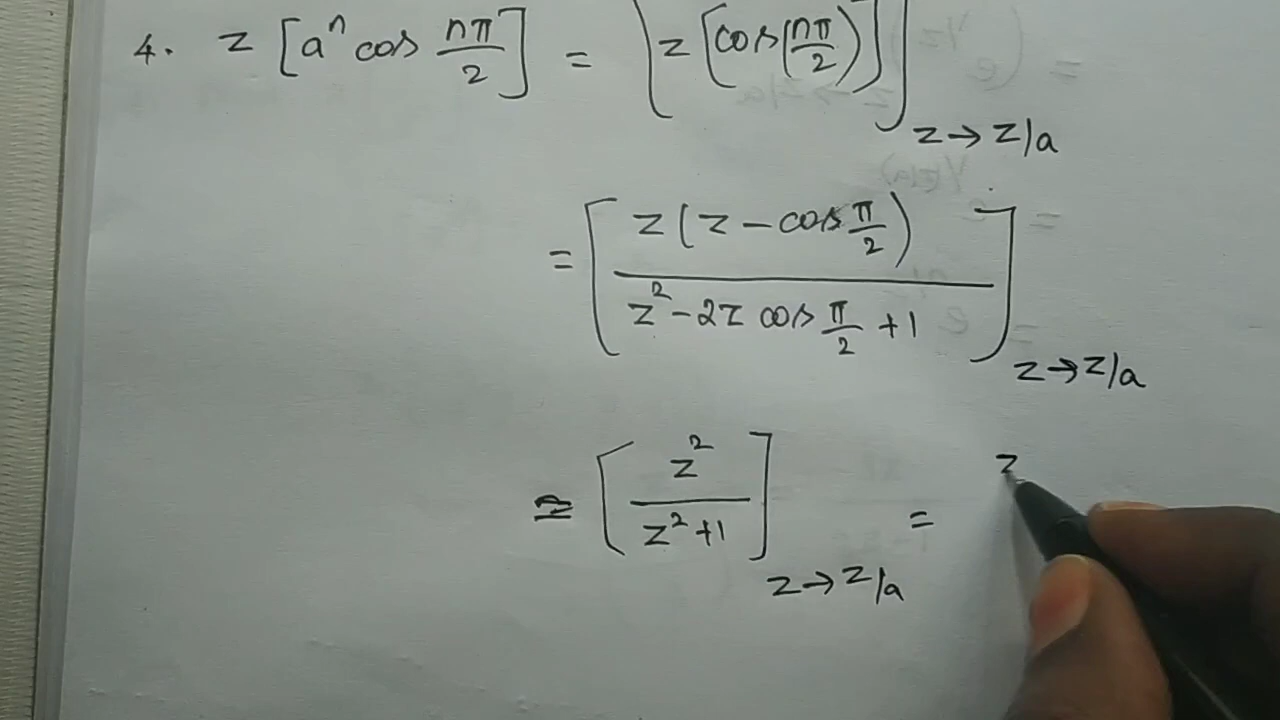 4. z [aⁿ cos nπ/2] = [z [cos(nπ/2)]] z→z/a
= [z(z - cos π/2) / z² - 2z cos π/2 + 1] z→z/a
= [z² / z² + 1] z→z/a = z